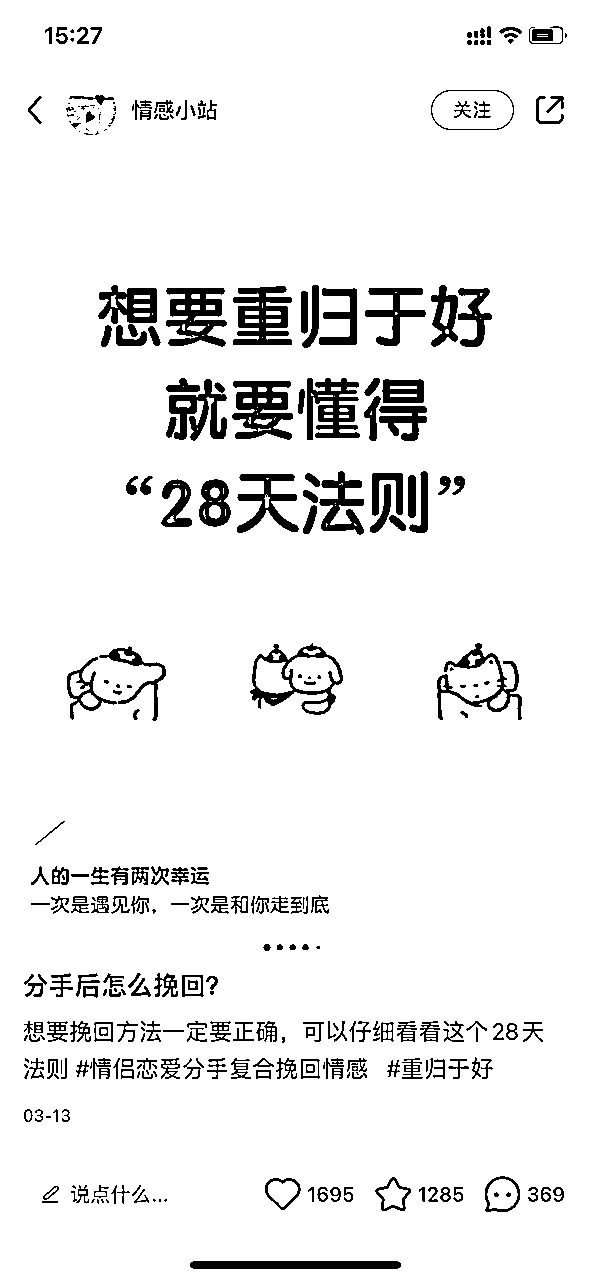 15:27
情感小站
关注
想要重归于好
就要懂得
“28天法则”
人的一生有两次幸运
一次是遇见你，一次是和你走到底
分手后怎么挽回?
想要挽回方法一定要正确，可以仔细看看这个28天
法则 #情侣恋爱分手复合挽回情感 #重归于好
03-13
说点什么...
1695
1285
369